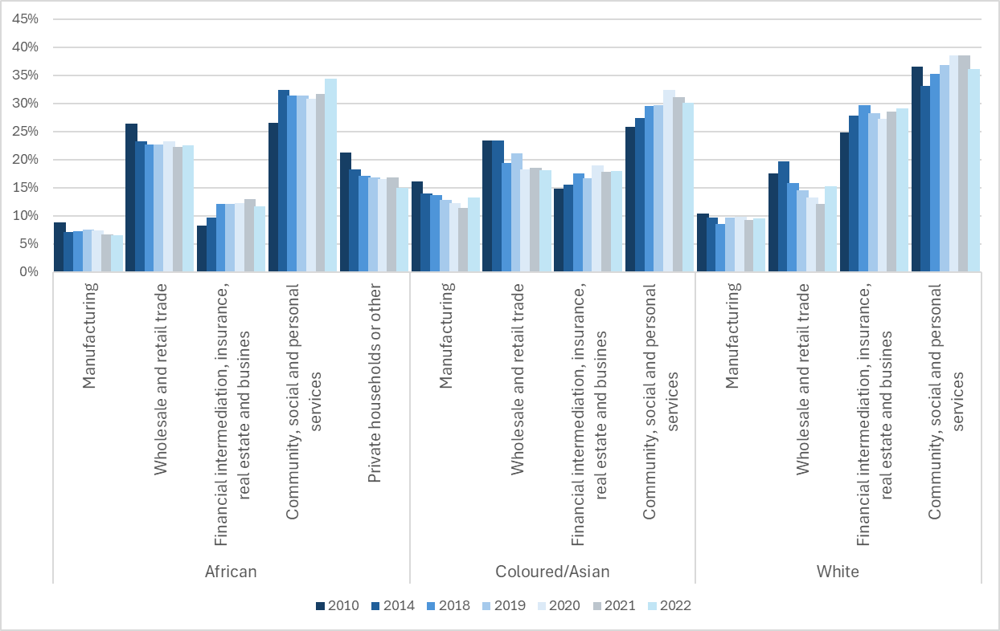 45%
40%
35%
30%
25%
20%
15%
10%
5%
0%
Manufacturing
Wholesale and retail trade
Financial intermediation, insurance,
real estate and busines
Community, social and personal
services
Private households or other
Manufacturing
Wholesale and retail trade
Financial intermediation, insurance,
real estate and busines
Community, social and personal
services
Manufacturing
Wholesale and retail trade
Financial intermediation, insurance,
real estate and busines
Community, social and personal
services
African
Coloured/Asian
White
2010 2014 2018 2019 2020 2021 2022